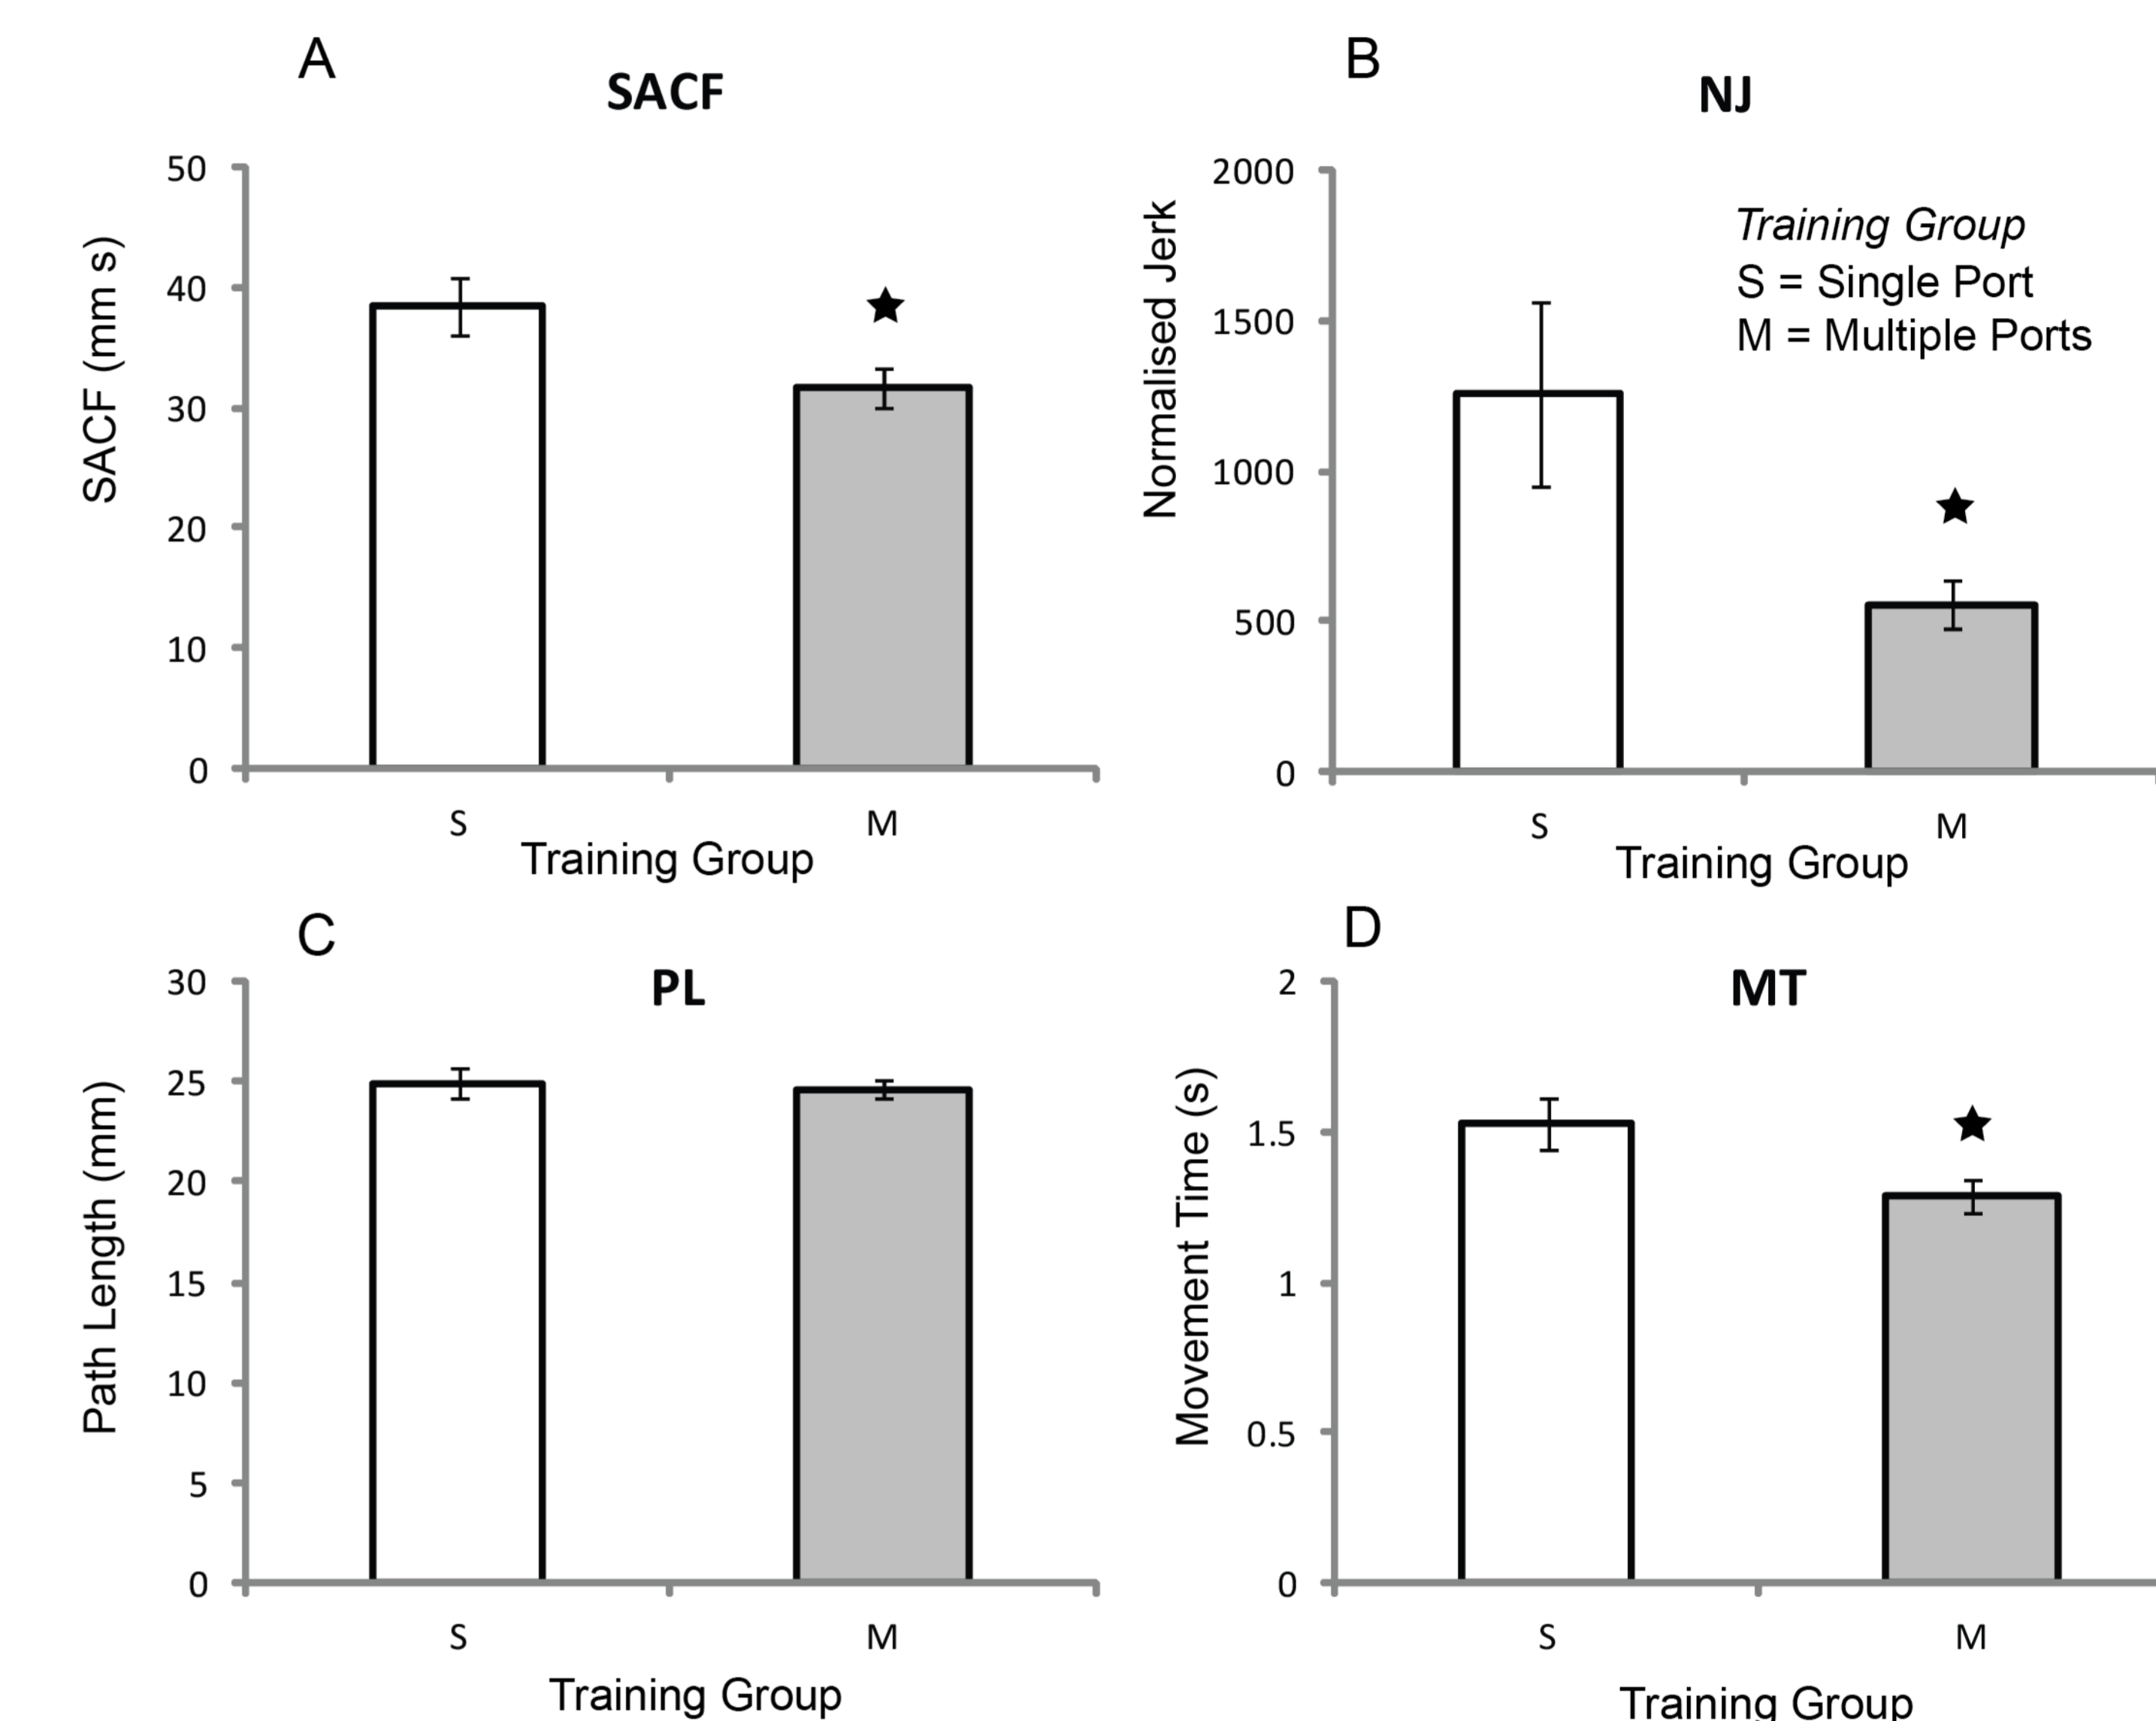 A
SACF
SACF (mm s)
50
40
30
20
10
0
S
M
Training Group
B
NJ
Normalised Jerk
2000
1500
1000
500
0
Training Group
S = Single Port
M = Multiple Ports
S
M
Training Group
C
PL
Path Length (mm)
30
25
20
15
10
5
0
S
M
Training Group
D
MT
Movement Time (s)
2
1.5
1
0.5
0
S
M
Training Group